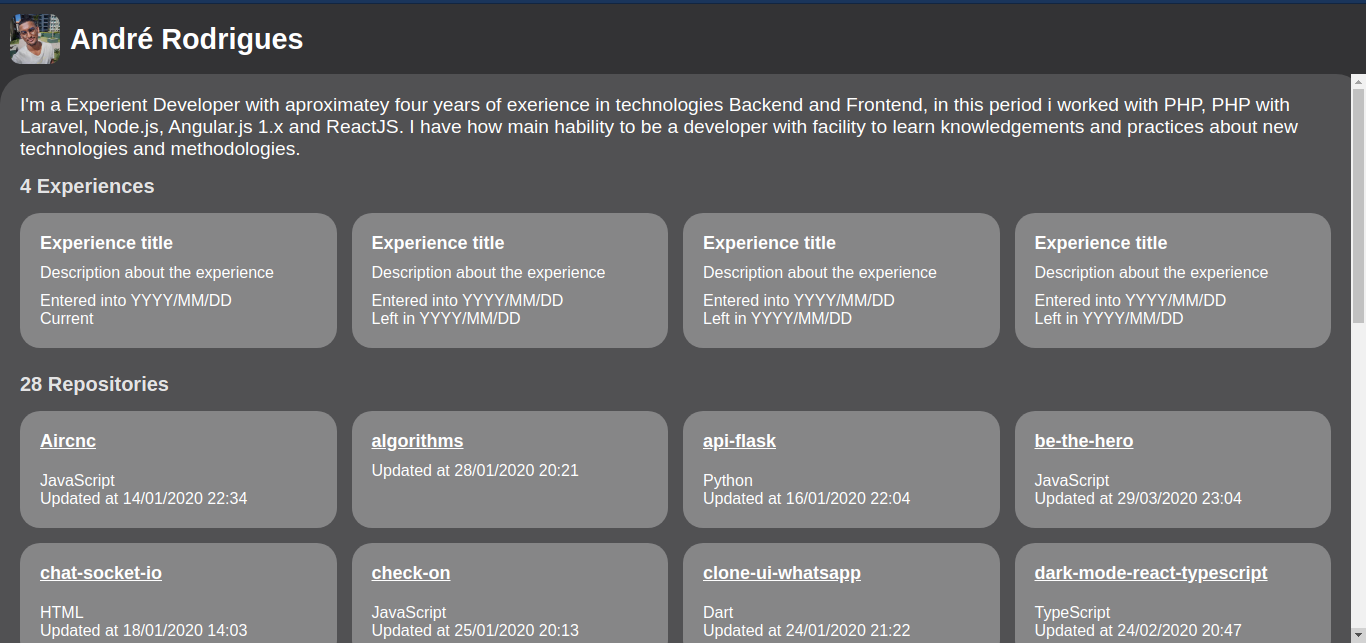 André Rodrigues
I'm a Experient Developer with aproximatey four years of exerience in technologies Backend and Frontend, in this period i worked with PHP, PHP with
Laravel, Node.js, Angular.js 1.x and ReactJS. I have how main hability to be a developer with facility to learn knowledgements and practices about new
technologies and methodologies.
4 Experiences
Experience title
Description about the experience
Entered into YYYY/MM/DD
Current
Experience title
Description about the experience
Entered into YYYY/MM/DD
Left in YYYY/MM/DD
Experience title
Description about the experience
Entered into YYYY/MM/DD
Left in YYYY/MM/DD
Experience title
Description about the experience
Entered into YYYY/MM/DD
Left in YYYY/MM/DD
28 Repositories
Aircnc
JavaScript
Updated at 14/01/2020 22:34
algorithms
Updated at 28/01/2020 20:21
api-flask
Python
Updated at 16/01/2020 22:04
be-the-hero
JavaScript
Updated at 29/03/2020 23:04
chat-socket-io
HTML
Updated at 18/01/2020 14:03
check-on
JavaScript
Updated at 25/01/2020 20:13
clone-ui-whatsapp
Dart
Updated at 24/01/2020 21:22
dark-mode-react-typescript
TypeScript
Updated at 24/02/2020 20:47